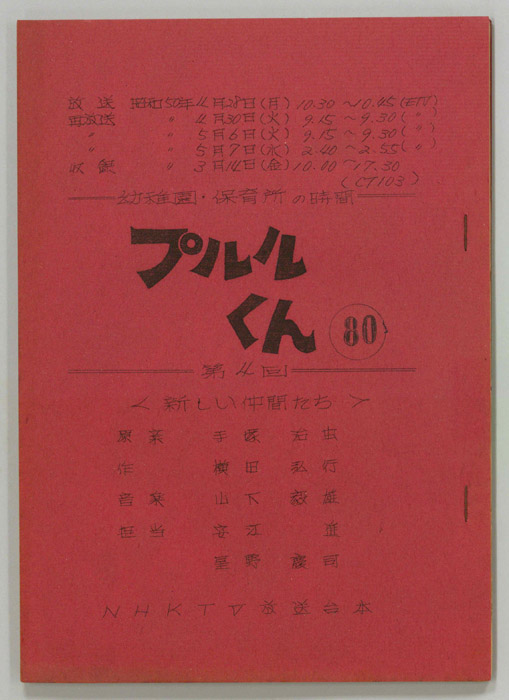 放送 昭和50年4月28日(月) 10.30~10.45(ETV)
再放送 〃 4月30日(火) 9.15~9.30(〃)
〃 〃 5月6日(火) 9.15~9.30(〃)
〃 〃 5月7日(水) 2.40~2.55(〃)
収録 〃 3月14日(金) 10.00~17.30
(CT103)
幼稚園・保育所の時間
プルル
くん 80
第4回
<新しい仲間たち>
原案 手塚治虫
作 横田弘行
音楽 山下毅雄
担当 安江進
星野慶司
NHKTV放送台本